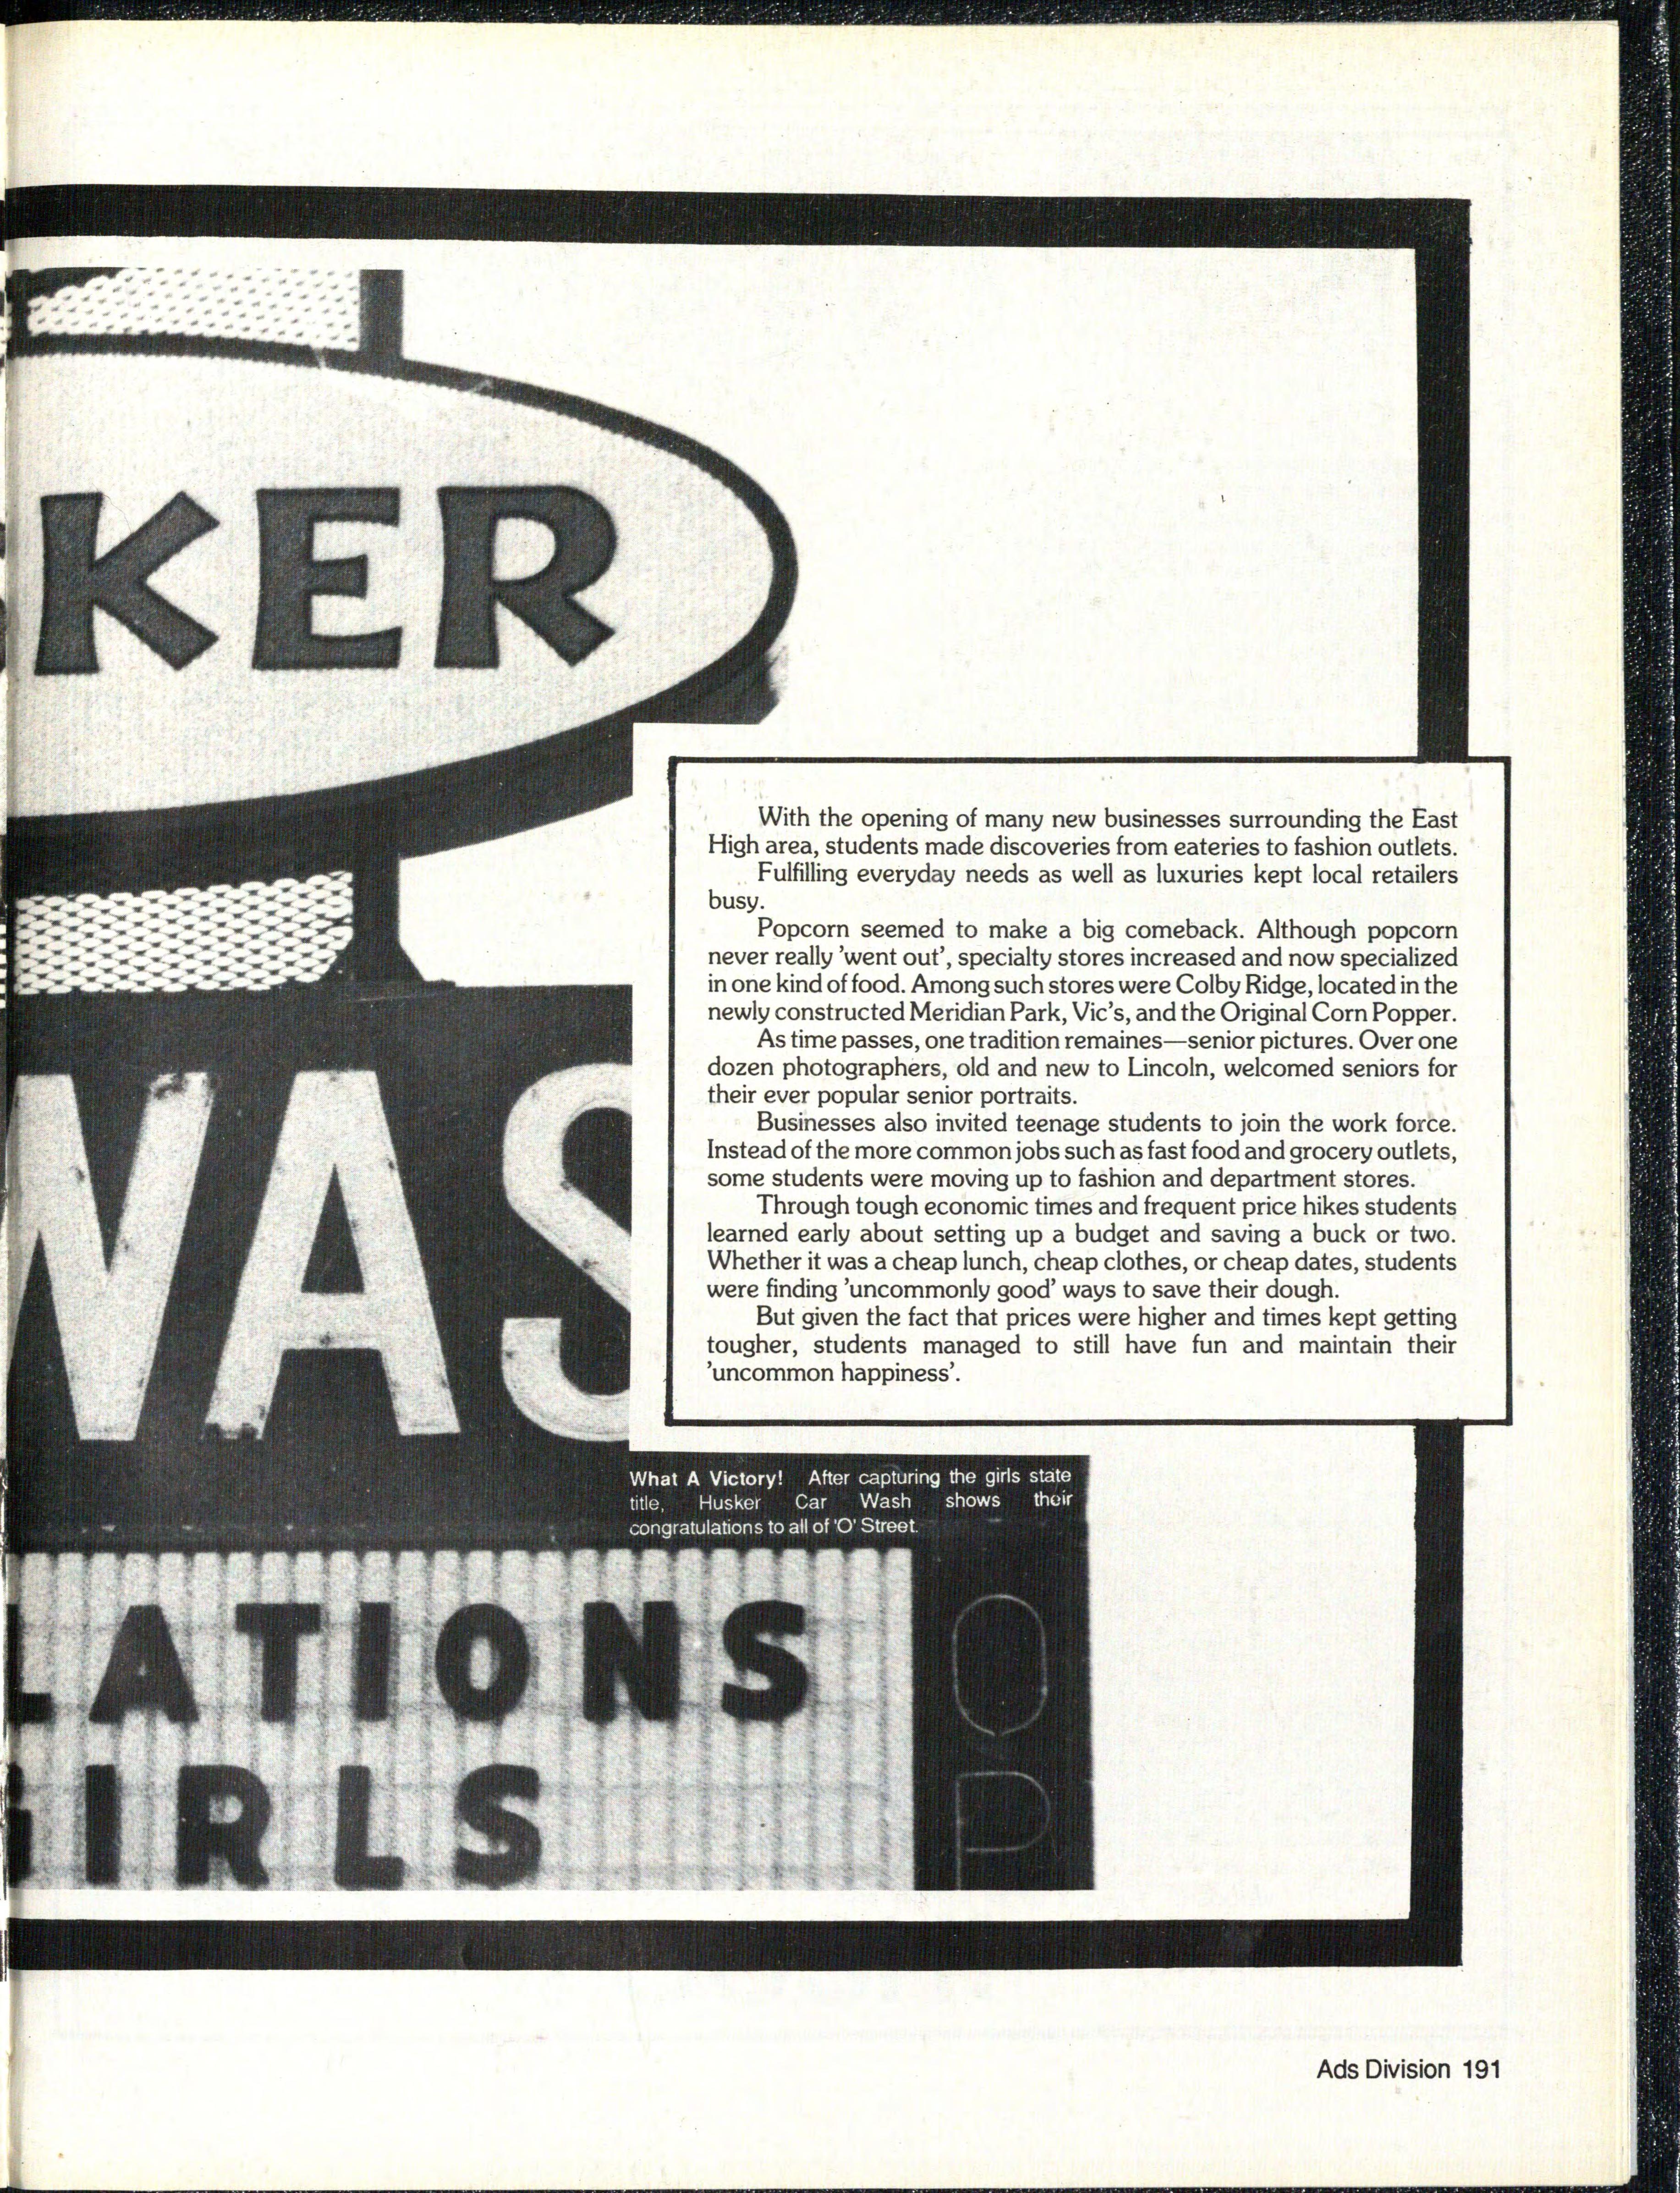 KER
WAS
With the opening of many new businesses surrounding the East
High area, students made discoveries from eateries to fashion outlets.
Fulfilling everyday needs as well as luxuries kept local retailers
busy.
Popcorn seemed to make a big comeback. Although popcorn
never really 'went out', specialty stores increased and now specialized
in one kind of food. Among such stores were Colby Ridge, located in the
newly constructed Meridian Park, Vic's, and the Original Corn Popper.
As time passes, one tradition remaines—senior pictures. Over one
dozen photographers, old and new to Lincoln, welcomed seniors for
their ever popular senior portraits.
Businesses also invited teenage students to join the work force.
Instead of the more common jobs such as fast food and grocery outlets,
some students were moving up to fashion and department stores.
Through tough economic times and frequent price hikes students
learned early about setting up a budget and saving a buck or two.
Whether it was a cheap lunch, cheap clothes, or cheap dates, students
were finding 'uncommonly good' ways to save their dough.
But given the fact that prices were higher and times kept getting
tougher, students managed to still have fun and maintain their
'uncommon happiness'.
What A Victory! After capturing the girls state
title, Husker Car Wash shows their
congratulations to all of 'O' Street.
LATIONS
GIRLS
O
P
Ads Division 191